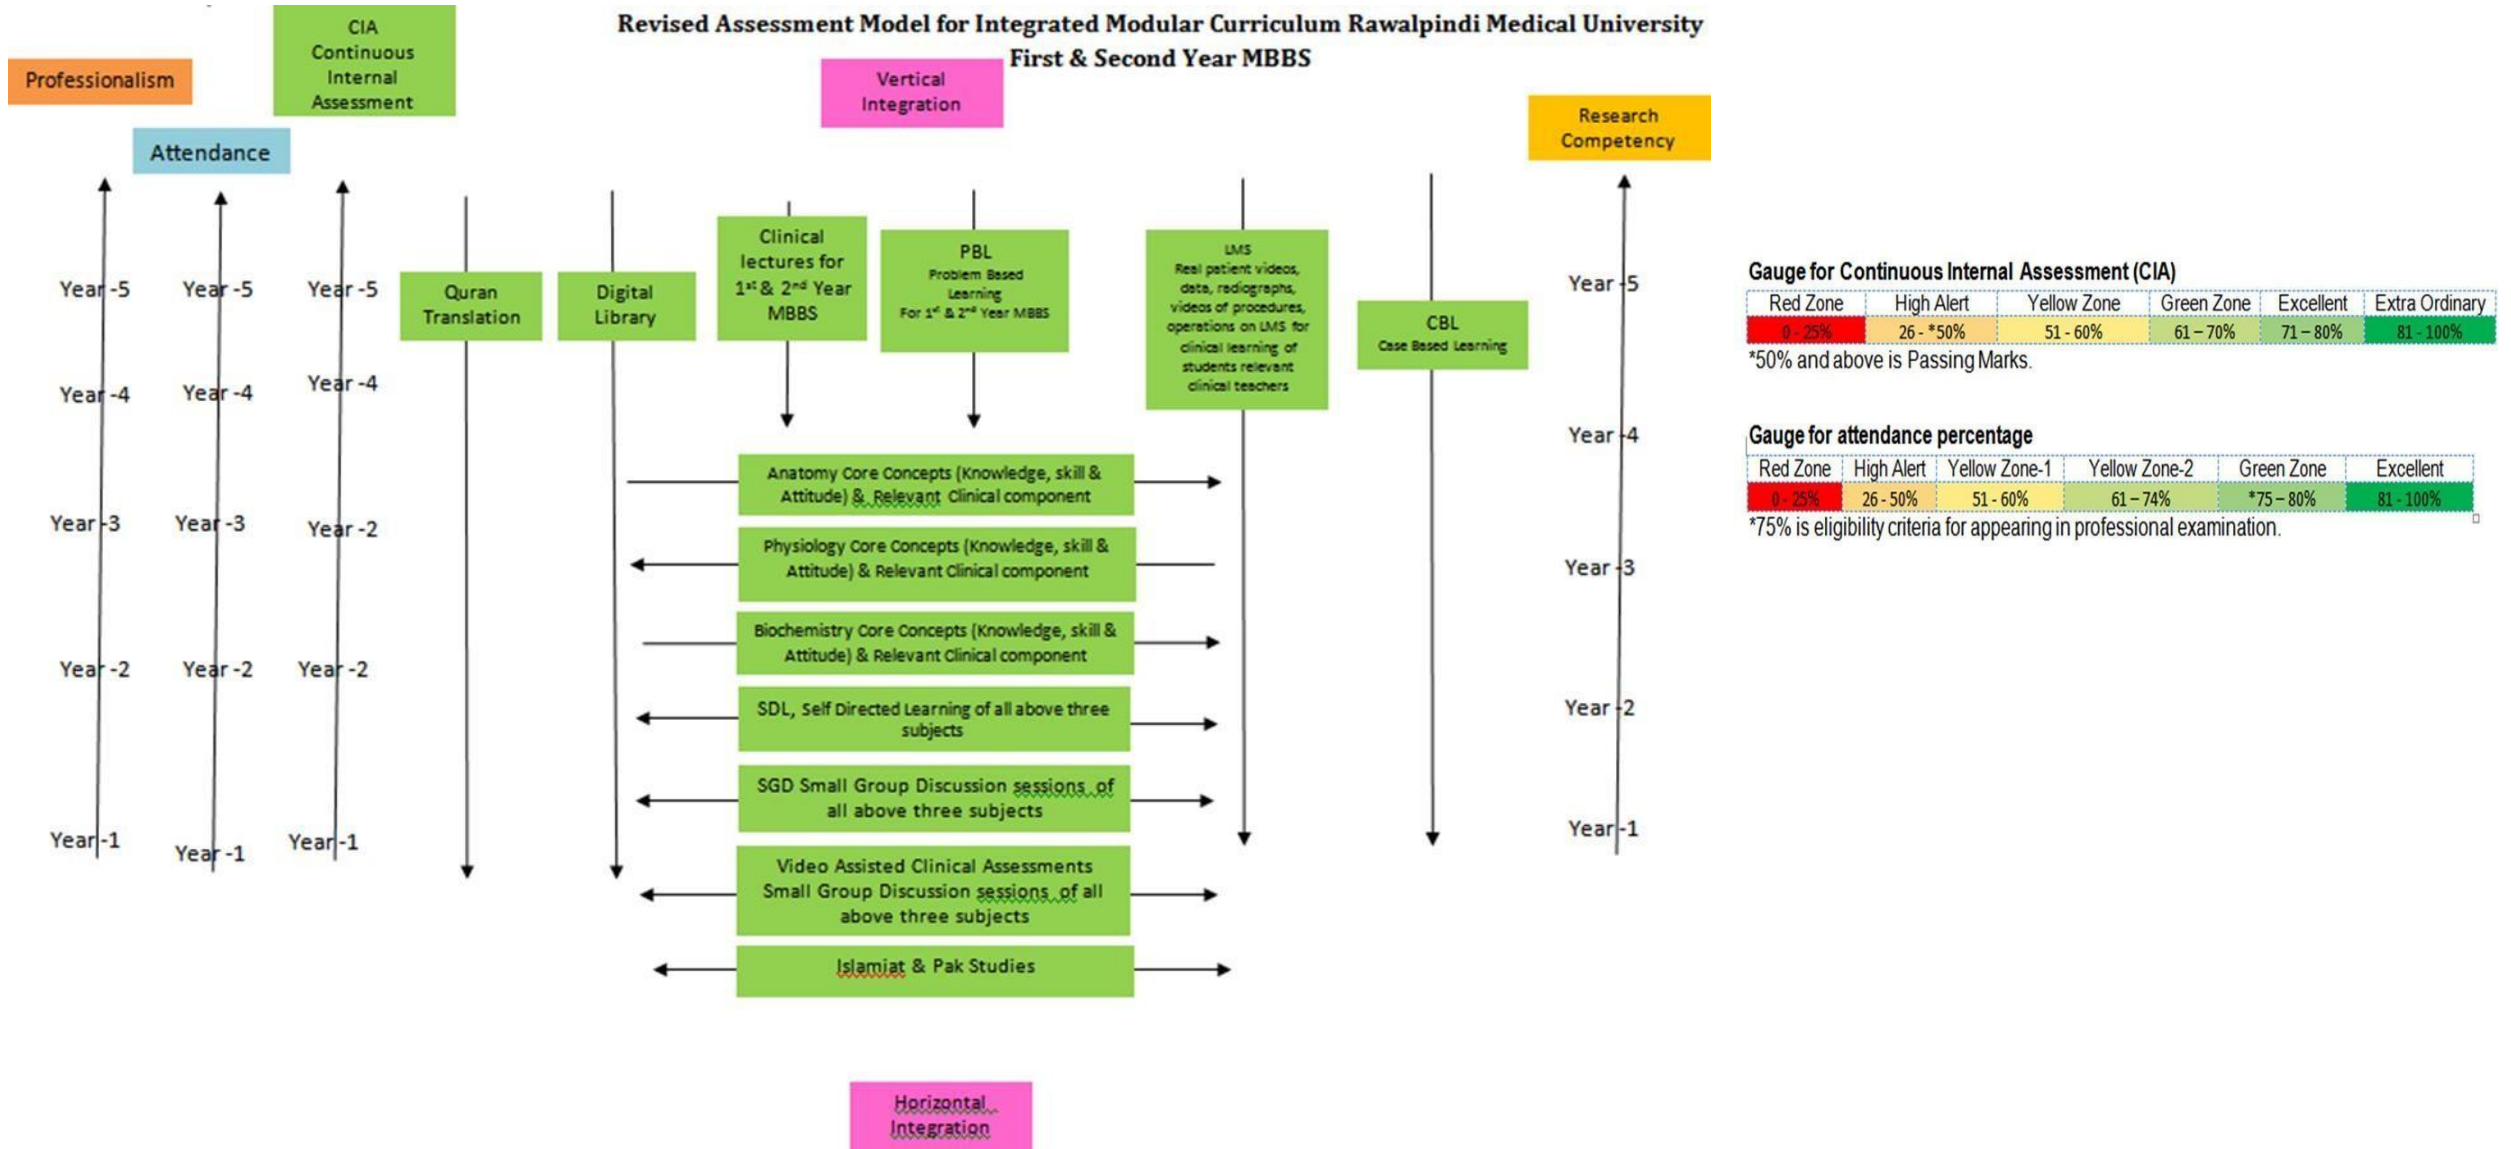 Revised Assessment Model for Integrated Modular Curriculum Rawalpindi Medical University
First & Second Year MBBS
Professionalism
Attendance
CIA
Continuous
Internal
Assessment
Vertical
Integration
Research
Competency
Year -5
Year -4
Year -3
Year -2
Year -1
Year -5
Year -4
Year -3
Year -2
Year -1
Year -5
Year -4
Year -2
Year -2
Year -1
Quran
Translation
Digital
Library
Clinical
lectures for
1st & 2nd Year
MBBS
PBL
Problem Based
Learning
For 1st & 2nd Year MBBS
LMS
Real patient videos,
data, radiographs,
videos of procedures,
operations on LMS for
clinical learning of
students relevant
clinical teachers
CBL
Case Based Learning
Anatomy Core Concepts (Knowledge, skill &
Attitude) & Relevant Clinical component
Physiology Core Concepts (Knowledge, skill &
Attitude) & Relevant Clinical component
Biochemistry Core Concepts (Knowledge, skill &
Attitude) & Relevant Clinical component
SDL, Self Directed Learning of all above three
subjects
SGD Small Group Discussion sessions of
all above three subjects
Video Assisted Clinical Assessments
Small Group Discussion sessions of all
above three subjects
Islamiat & Pak Studies
Horizontal
Integration
Year -5
Year -4
Year -3
Year -2
Year -1
Gauge for Continuous Internal Assessment (CIA)
Red Zone High Alert Yellow Zone Green Zone Excellent Extra Ordinary
0 - 25% 26 - *50% 51 - 60% 61 – 70% 71 – 80% 81 - 100%
*50% and above is Passing Marks.
Gauge for attendance percentage
Red Zone High Alert Yellow Zone-1 Yellow Zone-2 Green Zone Excellent
0 - 25% 26 - 50% 51 - 60% 61 – 74% *75 – 80% 81 - 100%
*75% is eligibility criteria for appearing in professional examination.